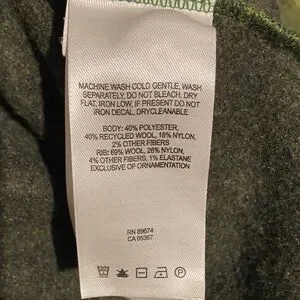 MACHINE WASH COLD GENTLE, WASH
SEPARATELY, DO NOT BLEACH, DRY
FLAT, IRON LOW, IF PRESENT DO NOT
IRON DECAL, DRYCLEANABLE
BODY: 40% POLYESTER,
40% RECYCLED WOOL, 18% NYLON,
2% OTHER FIBERS
RIB: 69% WOOL, 26% NYLON,
4% OTHER FIBERS, 1% ELASTANE
EXCLUSIVE OF ORNAMENTATION
RN 89674
CA 05367
P